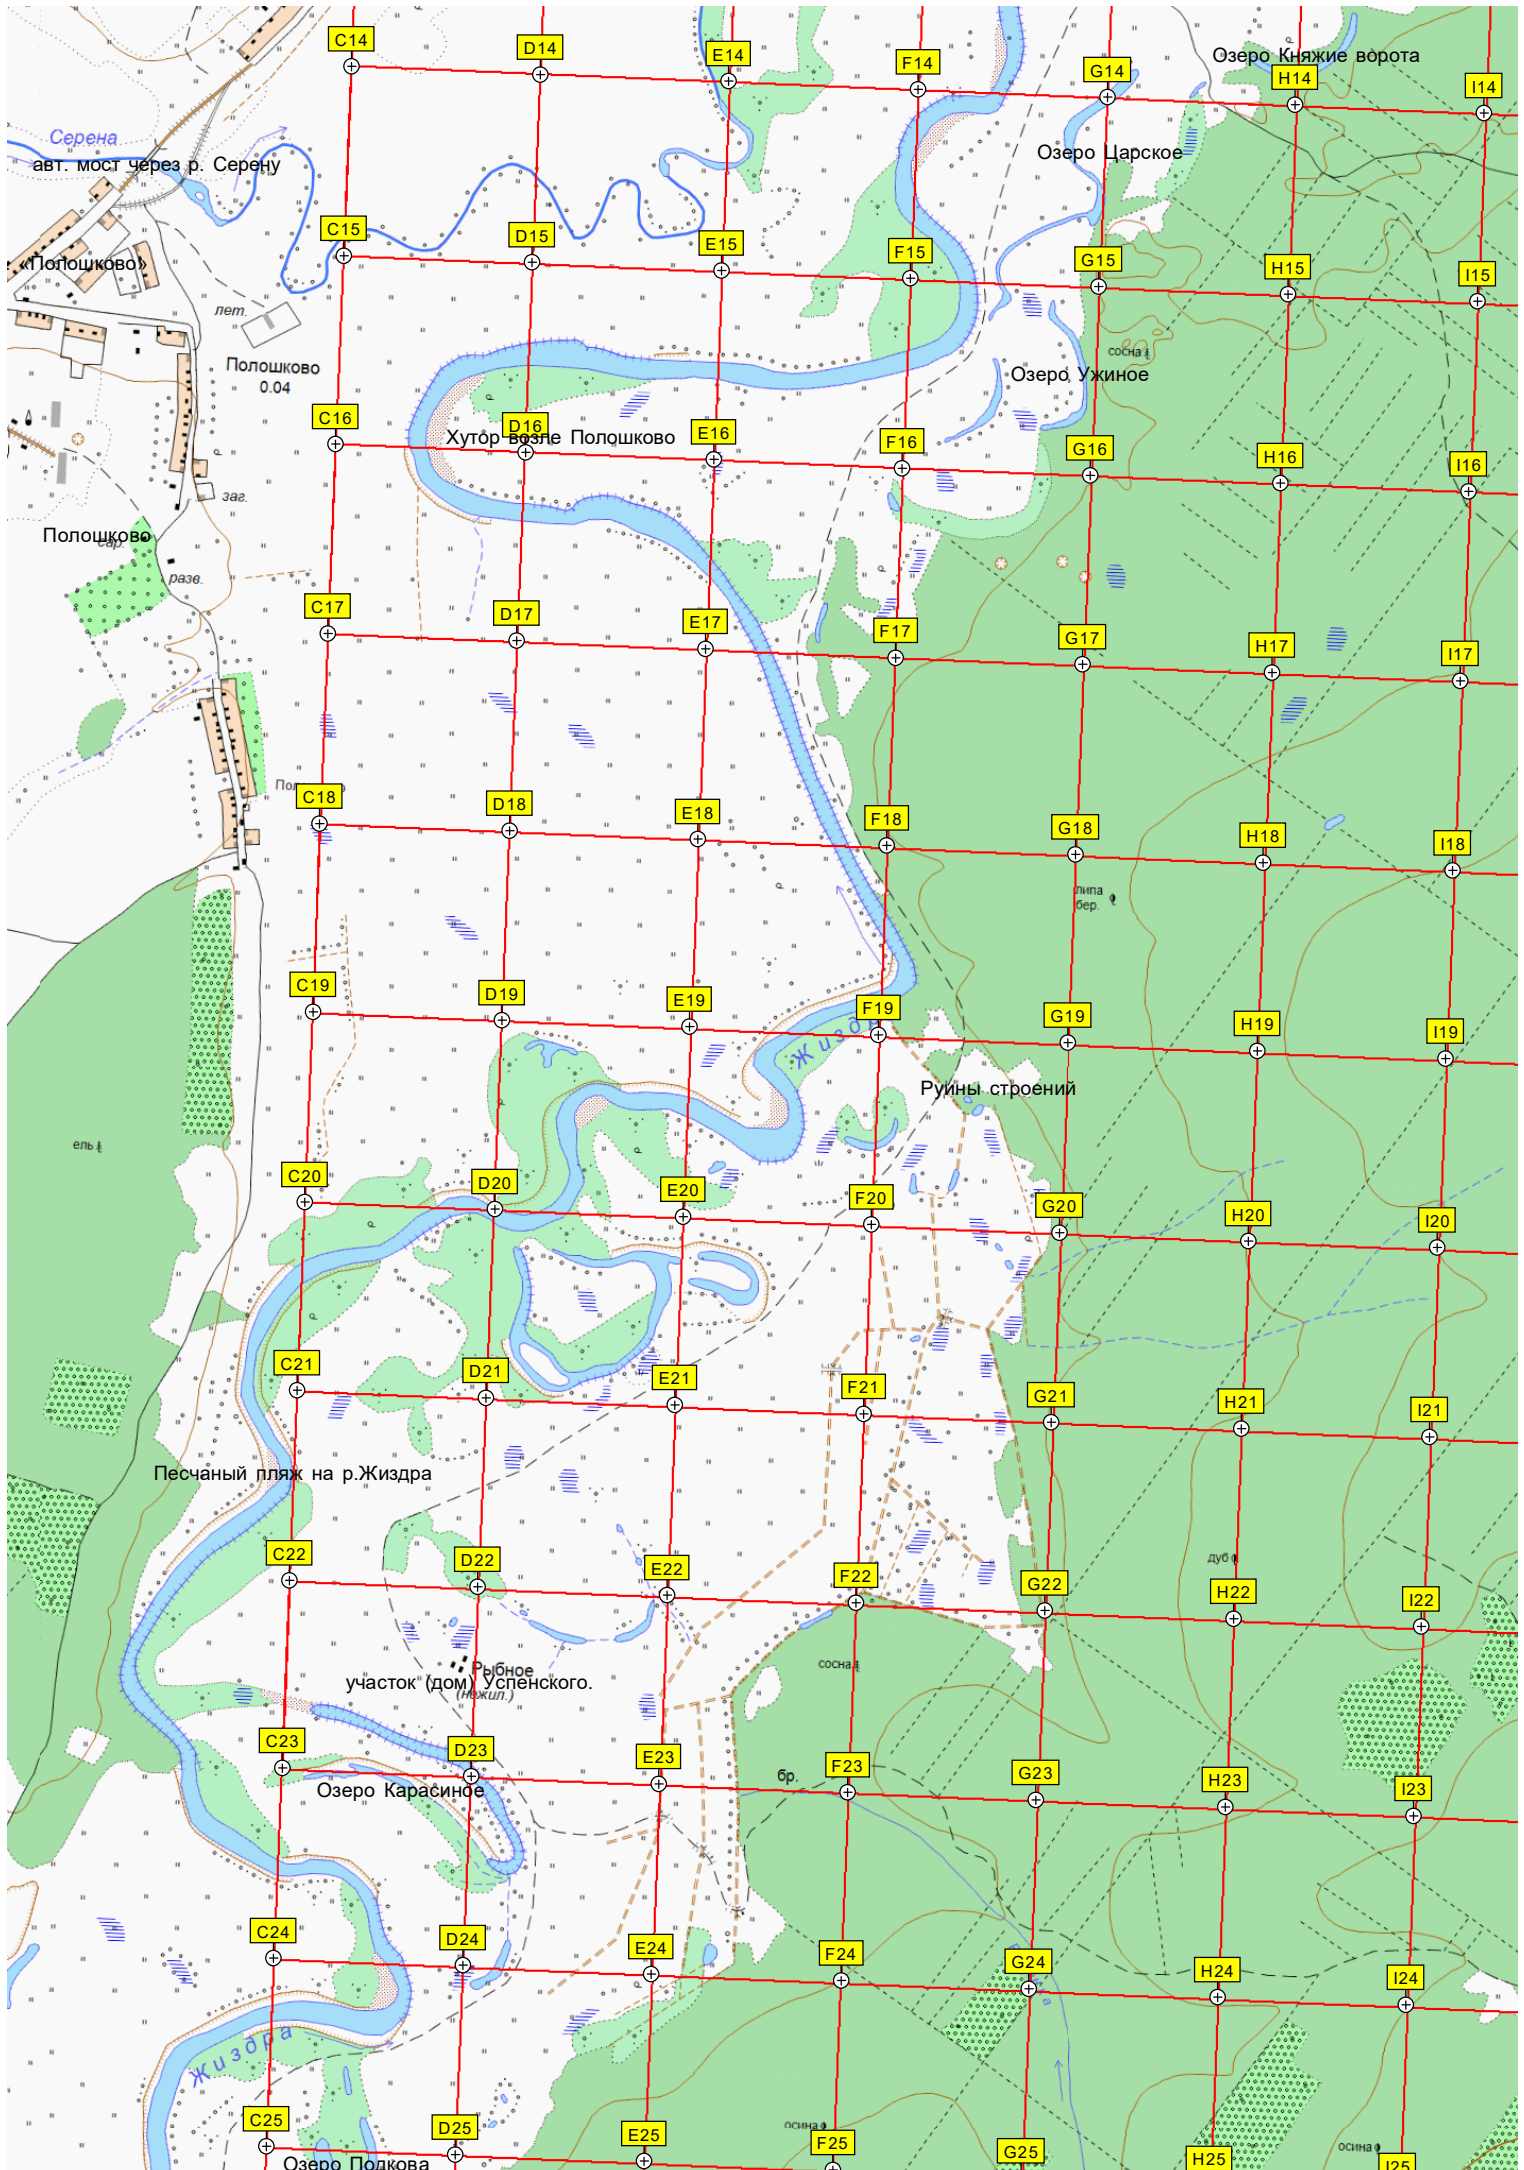 C14
D14
E14
F14
G14
Озеро Княжие ворота
H14
I14
Серена
авт. мост через р. Серену
Озеро Царское
C15
D15
E15
F15
G15
H15
I15
«Полошково»
лет.
сосна
Полошково
0.04
Озеро Ужиное
C16
D16
E16
F16
G16
H16
I16
Хутор возле Полошково
заг.
Полошково
сар.
разв.
C17
D17
E17
F17
G17
H17
I17
C18
D18
E18
F18
G18
H18
I18
липа
бер.
C19
D19
E19
F19
G19
H19
I19
Жиздра
Руины строений
ель
C20
D20
E20
F20
G20
H20
I20
C21
D21
E21
F21
G21
H21
I21
Песчаный пляж на р.Жиздра
C22
D22
E22
F22
G22
H22
I22
дуб
сосна
Рыбное
участок (дом) Успенского.
(нежил.)
C23
D23
E23
F23
G23
H23
I23
бр.
Озеро Карасиное
C24
D24
E24
F24
G24
H24
I24
Жиздра
C25
D25
E25
F25
G25
H25
I25
осина
осина
Озеро Подкова